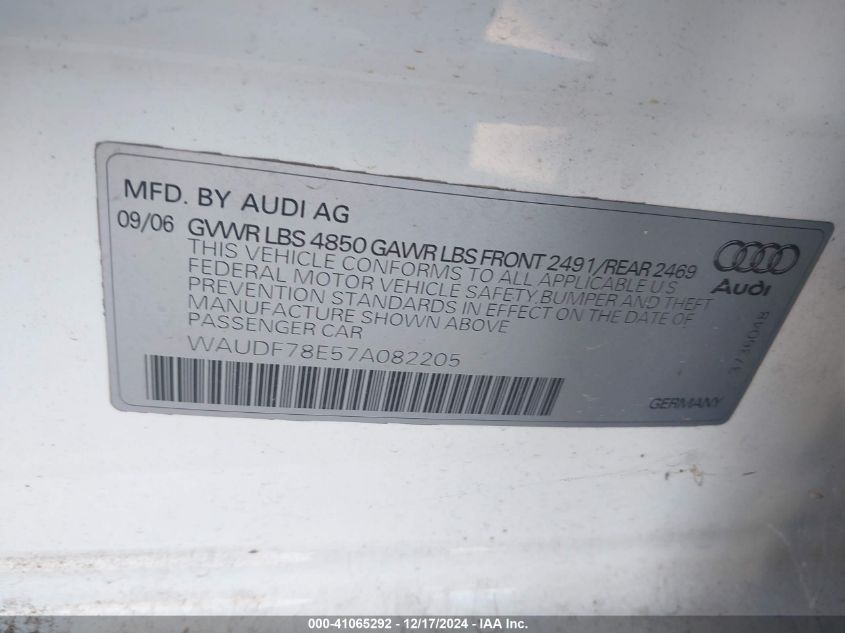 MFD. BY AUDI AG
09/06 GVWR LBS 4850 GAWR LBS FRONT 2491/REAR 2469
THIS VEHICLE CONFORMS TO ALL APPLICABLE U S
FEDERAL MOTOR VEHICLE SAFETY, BUMPER AND THEFT
PREVENTION STANDARDS IN EFFECT ON THE DATE OF
MANUFACTURE SHOWN ABOVE
PASSENGER CAR
WAUDF78E57A082205
Audi
GERMANY
000-41065292 - 12/17/2024 - IAA Inc.